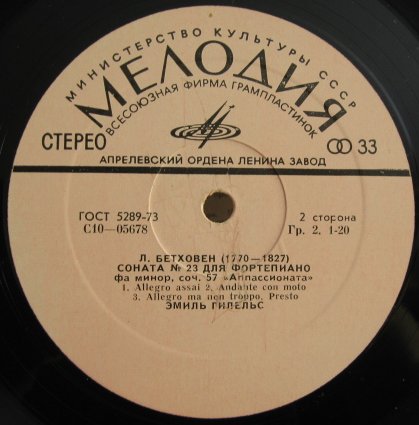 МИНИСТЕРСТВО КУЛЬТУРЫ СССР
МЕЛОДИЯ
ВСЕСОЮЗНАЯ ФИРМА ГРАМПЛАСТИНОК
СТЕРЕО
33
АПРЕЛЕВСКИЙ ОРДЕНА ЛЕНИНА ЗАВОД
ГОСТ 5289-73
2 сторона
С10—05678
Гр. 2. 1-20
Л. БЕТХОВЕН (1770—1827)
СОНАТА № 23 ДЛЯ ФОРТЕПИАНО
фа минор, соч. 57 «Аппассионата»
1. Allegro assai 2. Andante con moto
3. Allegro ma non troppo, Presto
ЭМИЛЬ ГИЛЕЛЬС